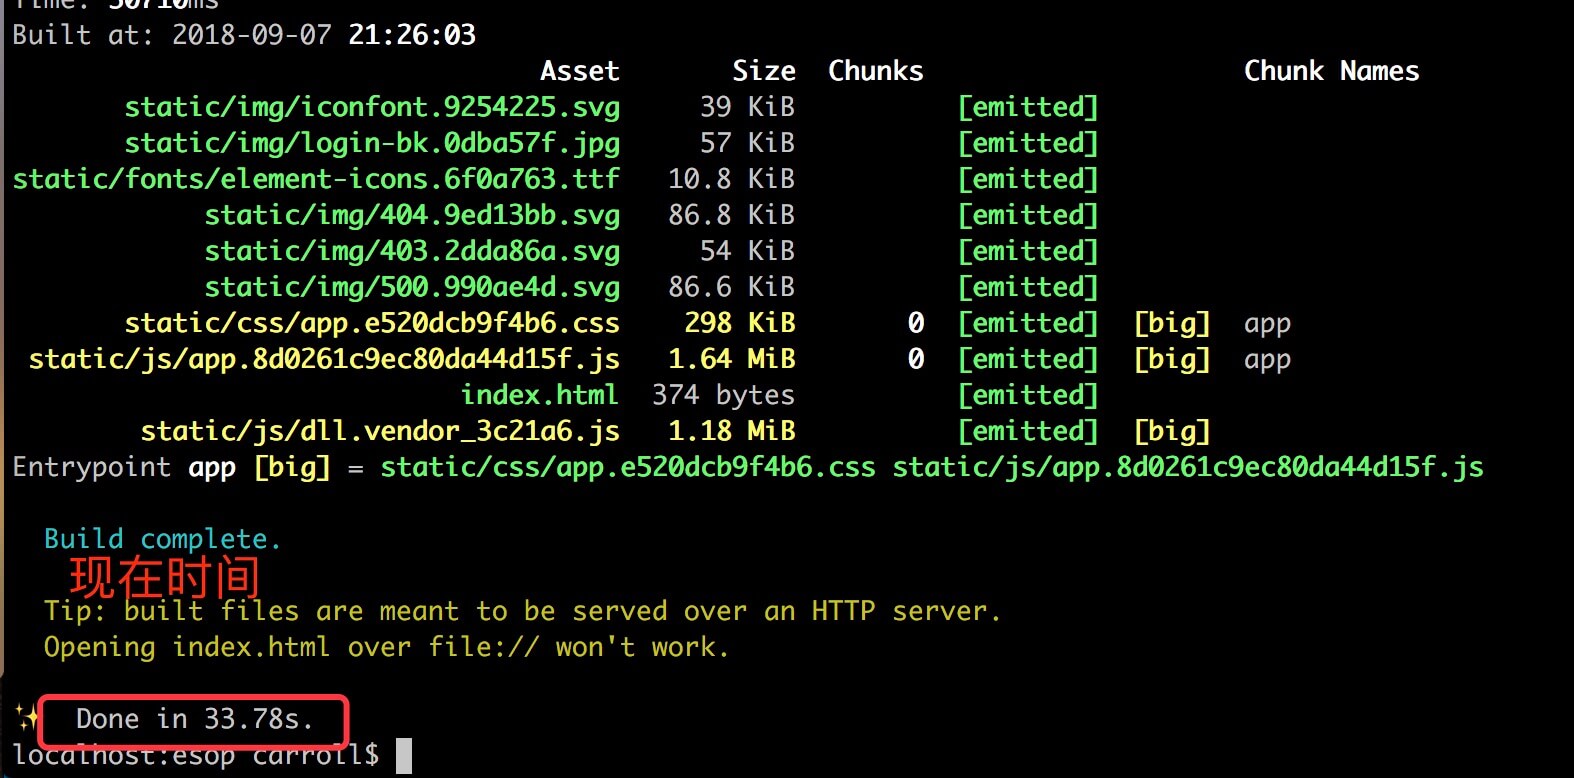 Time: 30710ms
Built at: 2018-09-07 21:26:03
Asset Size Chunks Chunk Names
static/img/iconfont.9254225.svg 39 KiB [emitted]
static/img/login-bk.0dba57f.jpg 57 KiB [emitted]
static/fonts/element-icons.6f0a763.ttf 10.8 KiB [emitted]
static/img/404.9ed13bb.svg 86.8 KiB [emitted]
static/img/403.2dda86a.svg 54 KiB [emitted]
static/img/500.990ae4d.svg 86.6 KiB [emitted]
static/css/app.e520dcb9f4b6.css 298 KiB 0 [emitted] [big] app
static/js/app.8d0261c9ec80da44d15f.js 1.64 MiB 0 [emitted] [big] app
index.html 374 bytes [emitted]
static/js/dll.vendor_3c21a6.js 1.18 MiB [emitted] [big]
Entrypoint app [big] = static/css/app.e520dcb9f4b6.css static/js/app.8d0261c9ec80da44d15f.js
Build complete.
现在时间
Tip: built files are meant to be served over an HTTP server.
Opening index.html over file:// won't work.
✨ Done in 33.78s.
localhost:esop carroll$